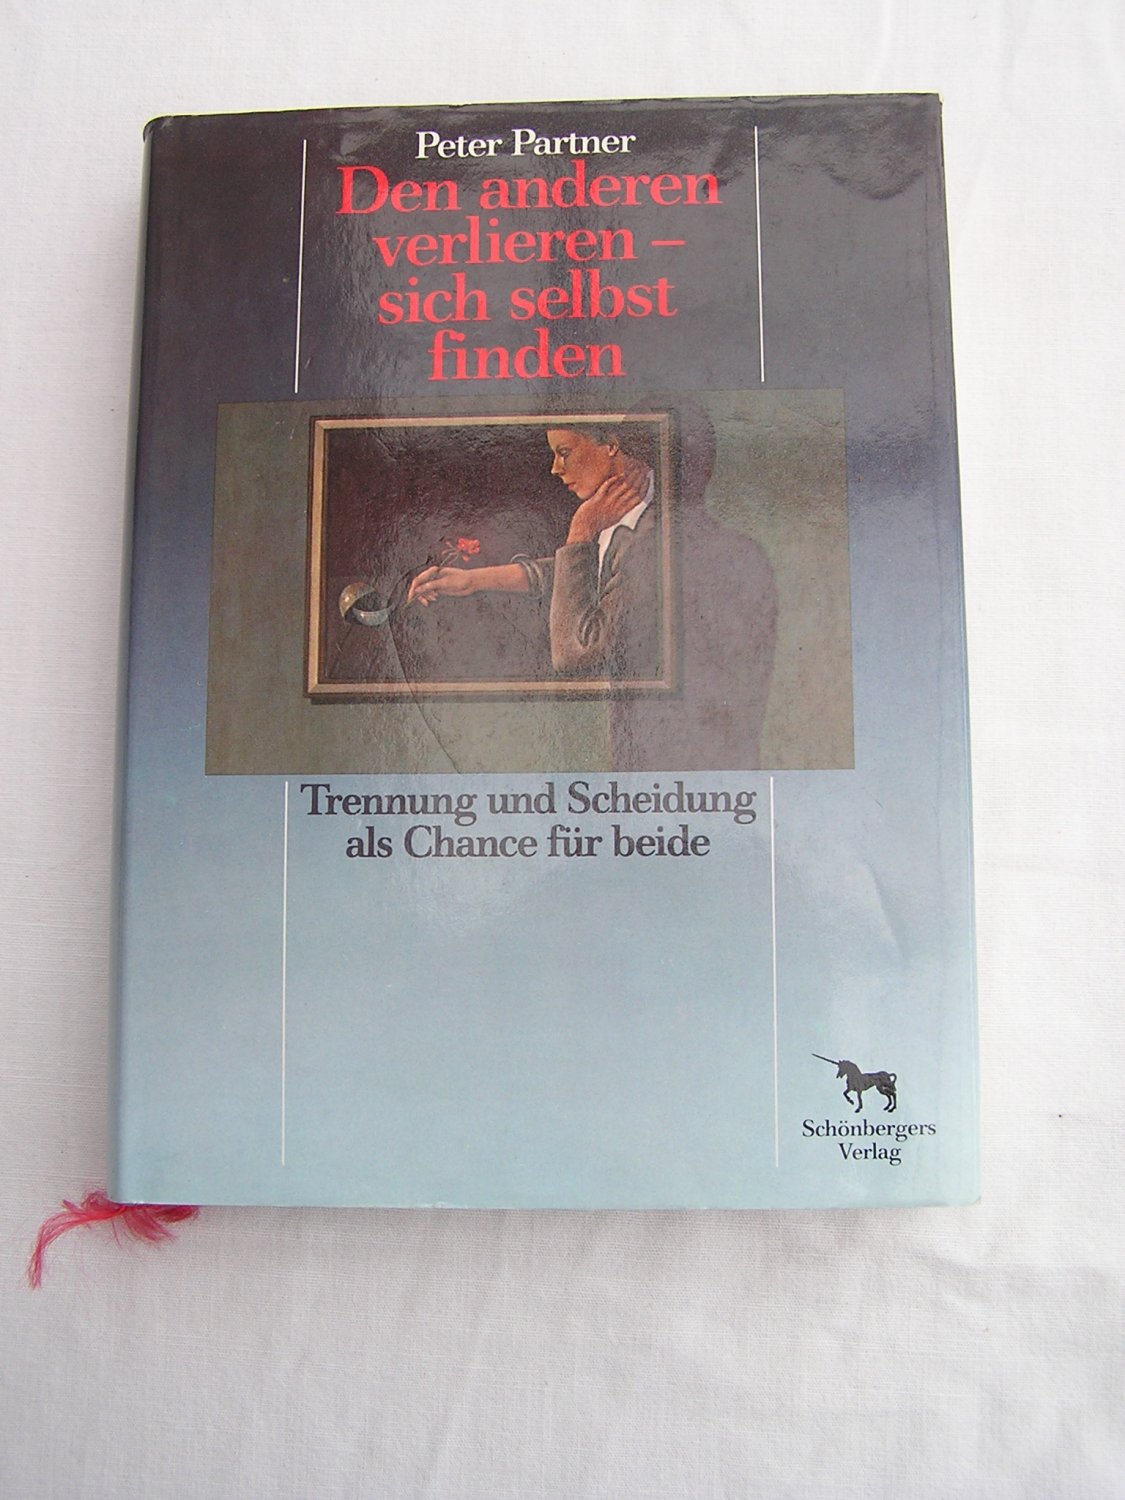 Peter Partner
Den anderen
verlieren –
sich selbst
finden
Trennung und Scheidung
als Chance für beide
Schönbergers
Verlag